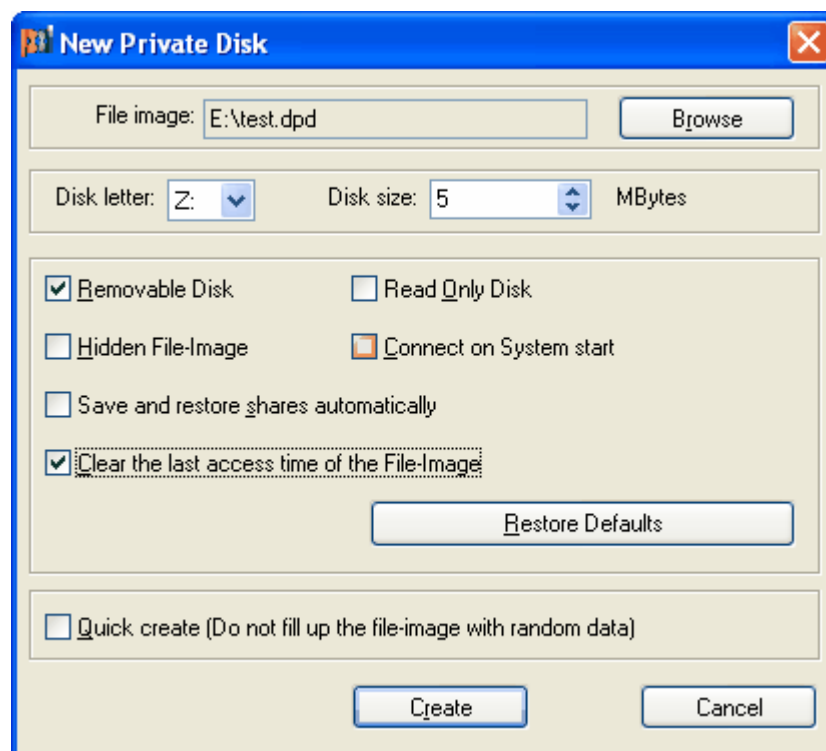 New Private Disk
File image: E:\test.dpd Browse
Disk letter: Z: Disk size: 5 MBytes
Removable Disk Read Only Disk
Hidden File-Image Connect on System start
Save and restore shares automatically
Clear the last access time of the File-Image
Restore Defaults
Quick create (Do not fill up the file-image with random data)
Create Cancel